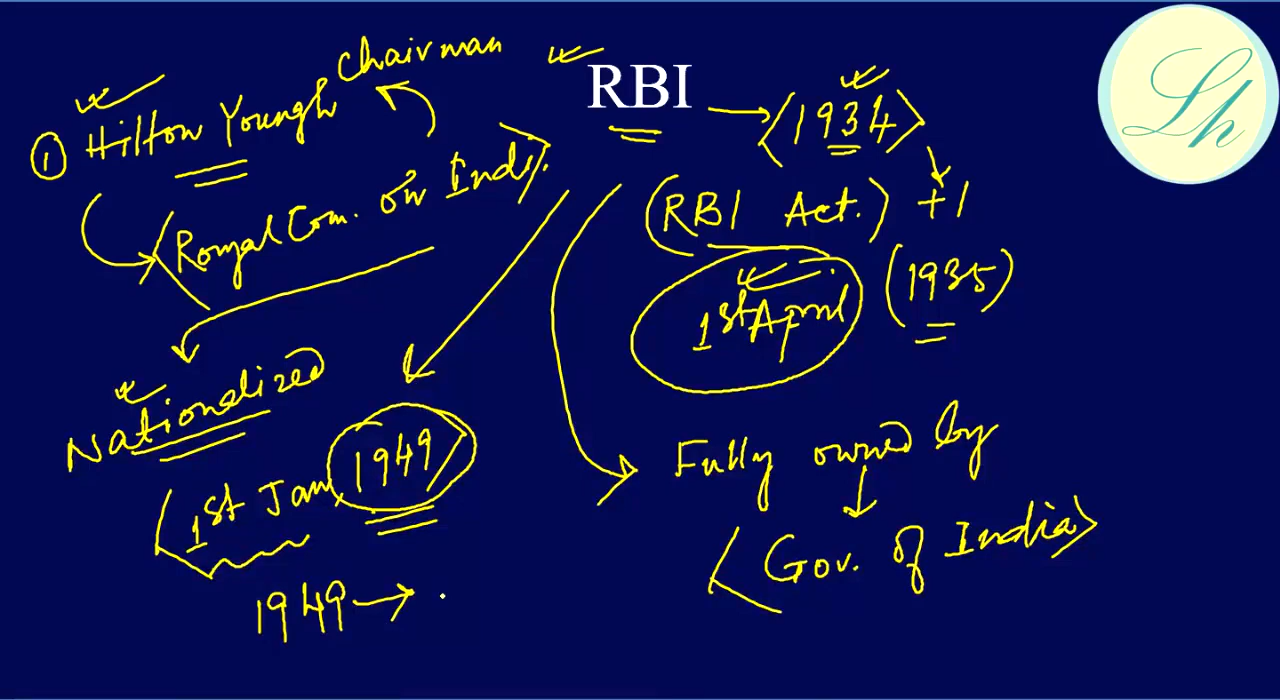 RBI
1934
(RBI Act.) +1
1st April (1935)
① Hilton Youngh Chairman
Royal Com. on Ind.
Nationalized
(1st Jan, 1949)
1949 →
Fully owned by
Gov. of India
Lh